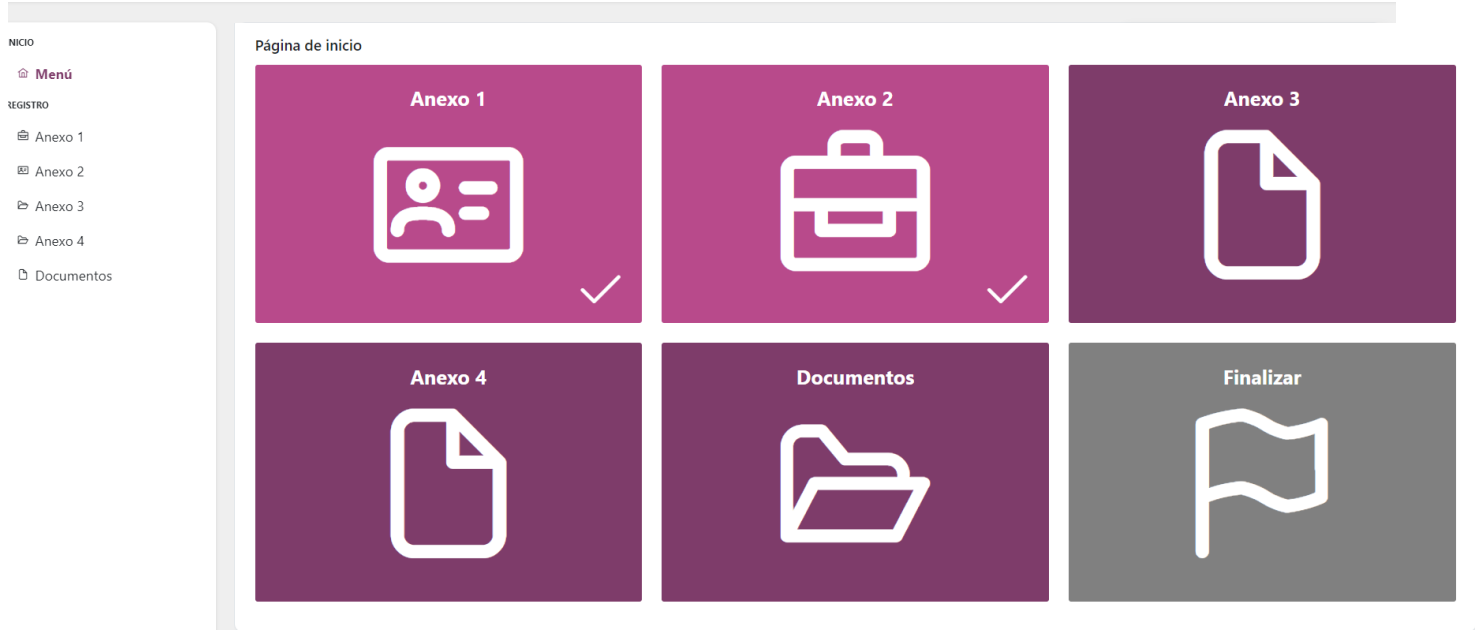 NICIO
Menú
REGISTRO
Anexo 1
Anexo 2
Anexo 3
Anexo 4
Documentos
Página de inicio
Anexo 1
Anexo 2
Anexo 3
Anexo 4
Documentos
Finalizar